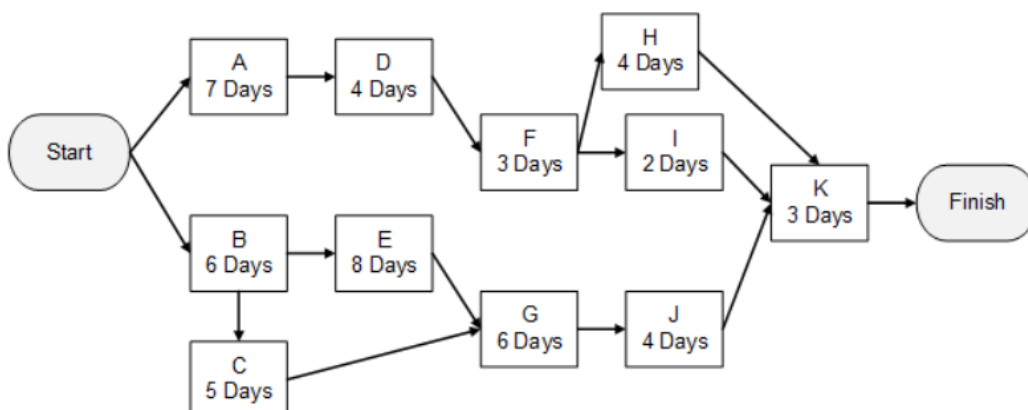 Start
A
7 Days
D
4 Days
H
4 Days
F
3 Days
I
2 Days
K
3 Days
Finish
B
6 Days
E
8 Days
C
5 Days
G
6 Days
J
4 Days